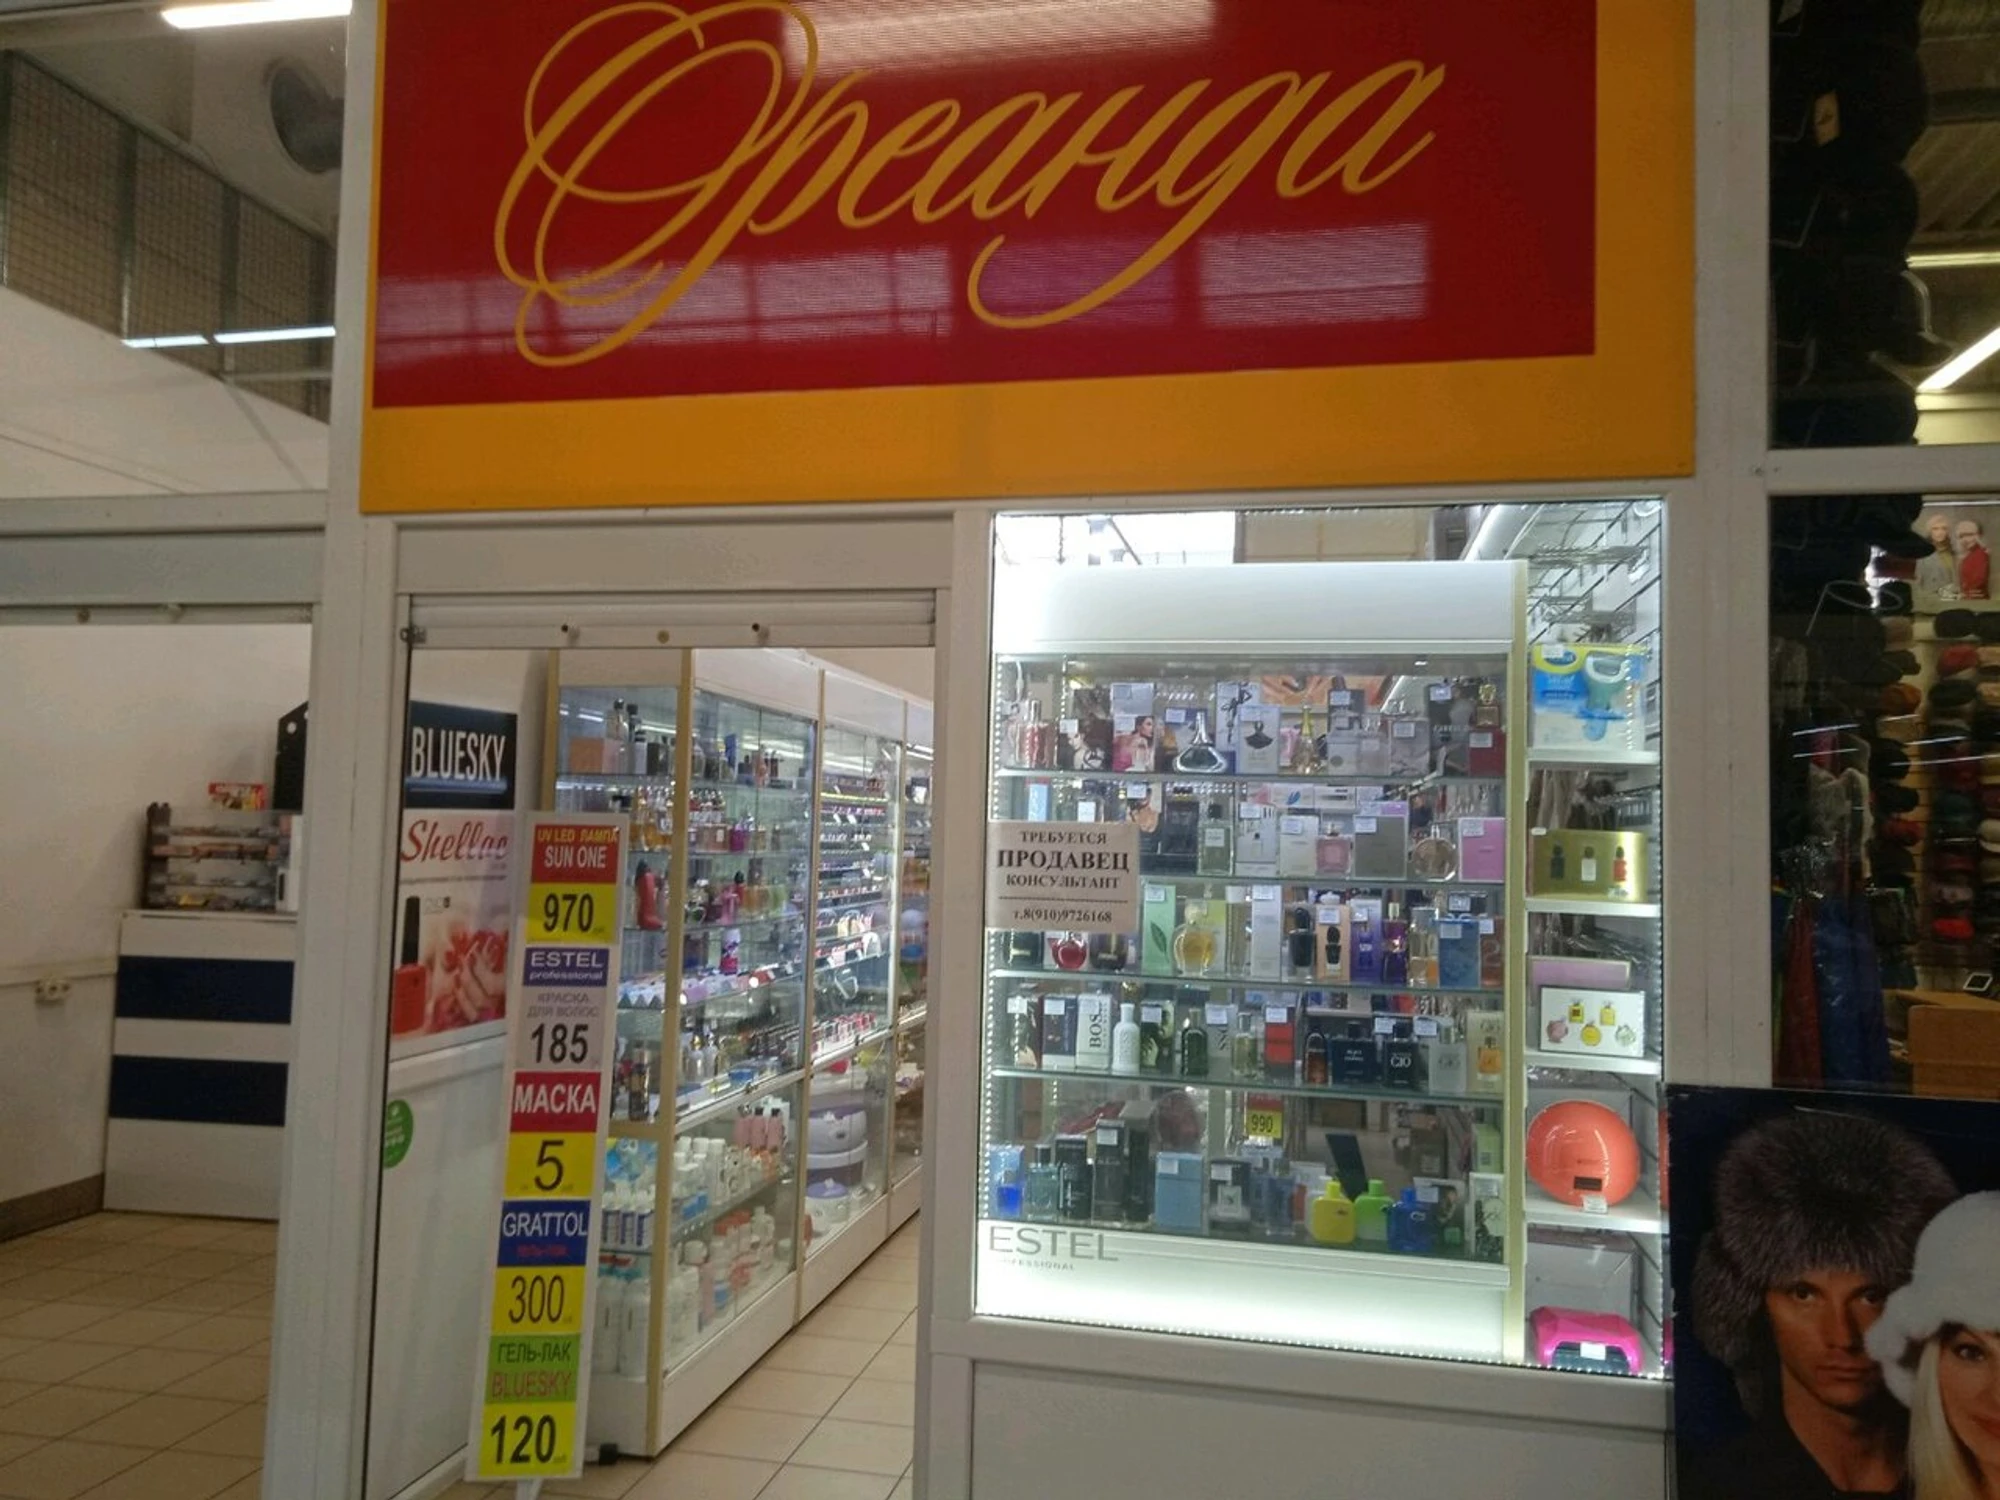 Ореанда
BLUESKY
Shellac
UV LED ЛАМПА
SUN ONE
970
ESTEL
professional
КРАСКА
ДЛЯ ВОЛОС
185
МАСКА
5
GRATTOL
гель-лак
300
ГЕЛЬ-ЛАК
BLUESKY
120
ТРЕБУЕТСЯ
ПРОДАВЕЦ
КОНСУЛЬТАНТ
т.8(910)9726168
BOSS
GIO
990
ESTEL
PROFESSIONAL